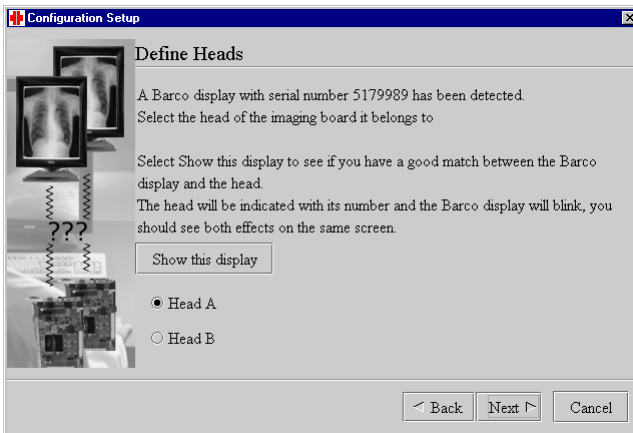 Configuration Setup
Define Heads
A Barco display with serial number 5179989 has been detected.
Select the head of the imaging board it belongs to
Select Show this display to see if you have a good match between the Barco
display and the head.
The head will be indicated with its number and the Barco display will blink, you
should see both effects on the same screen.
???
Show this display
Head A
Head B
Back
Next
Cancel